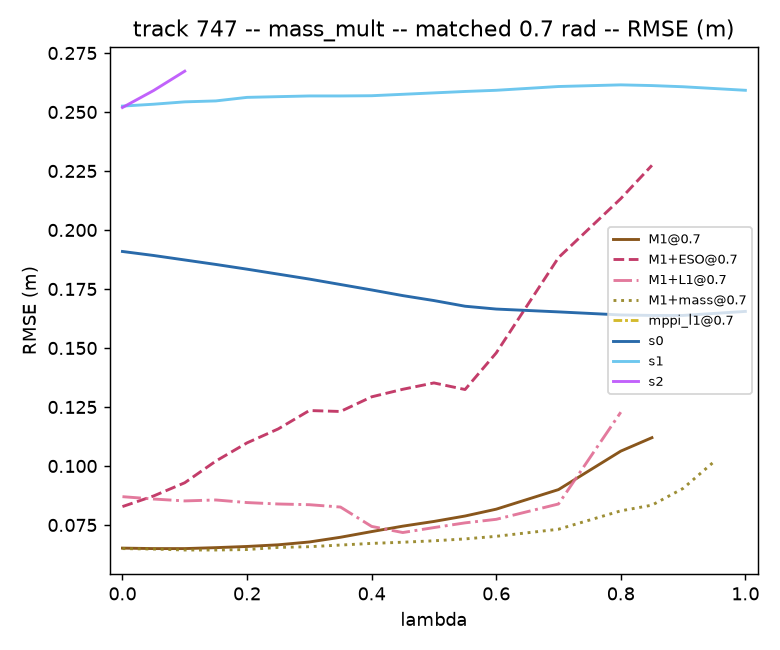 track 747 -- mass_mult -- matched 0.7 rad -- RMSE (m)
0.275
0.250
0.225
0.200
0.175
0.150
0.125
0.100
0.075
RMSE (m)
M1@0.7
M1+ESO@0.7
M1+L1@0.7
M1+mass@0.7
mppi_l1@0.7
s0
s1
s2
0.0 0.2 0.4 0.6 0.8 1.0
lambda